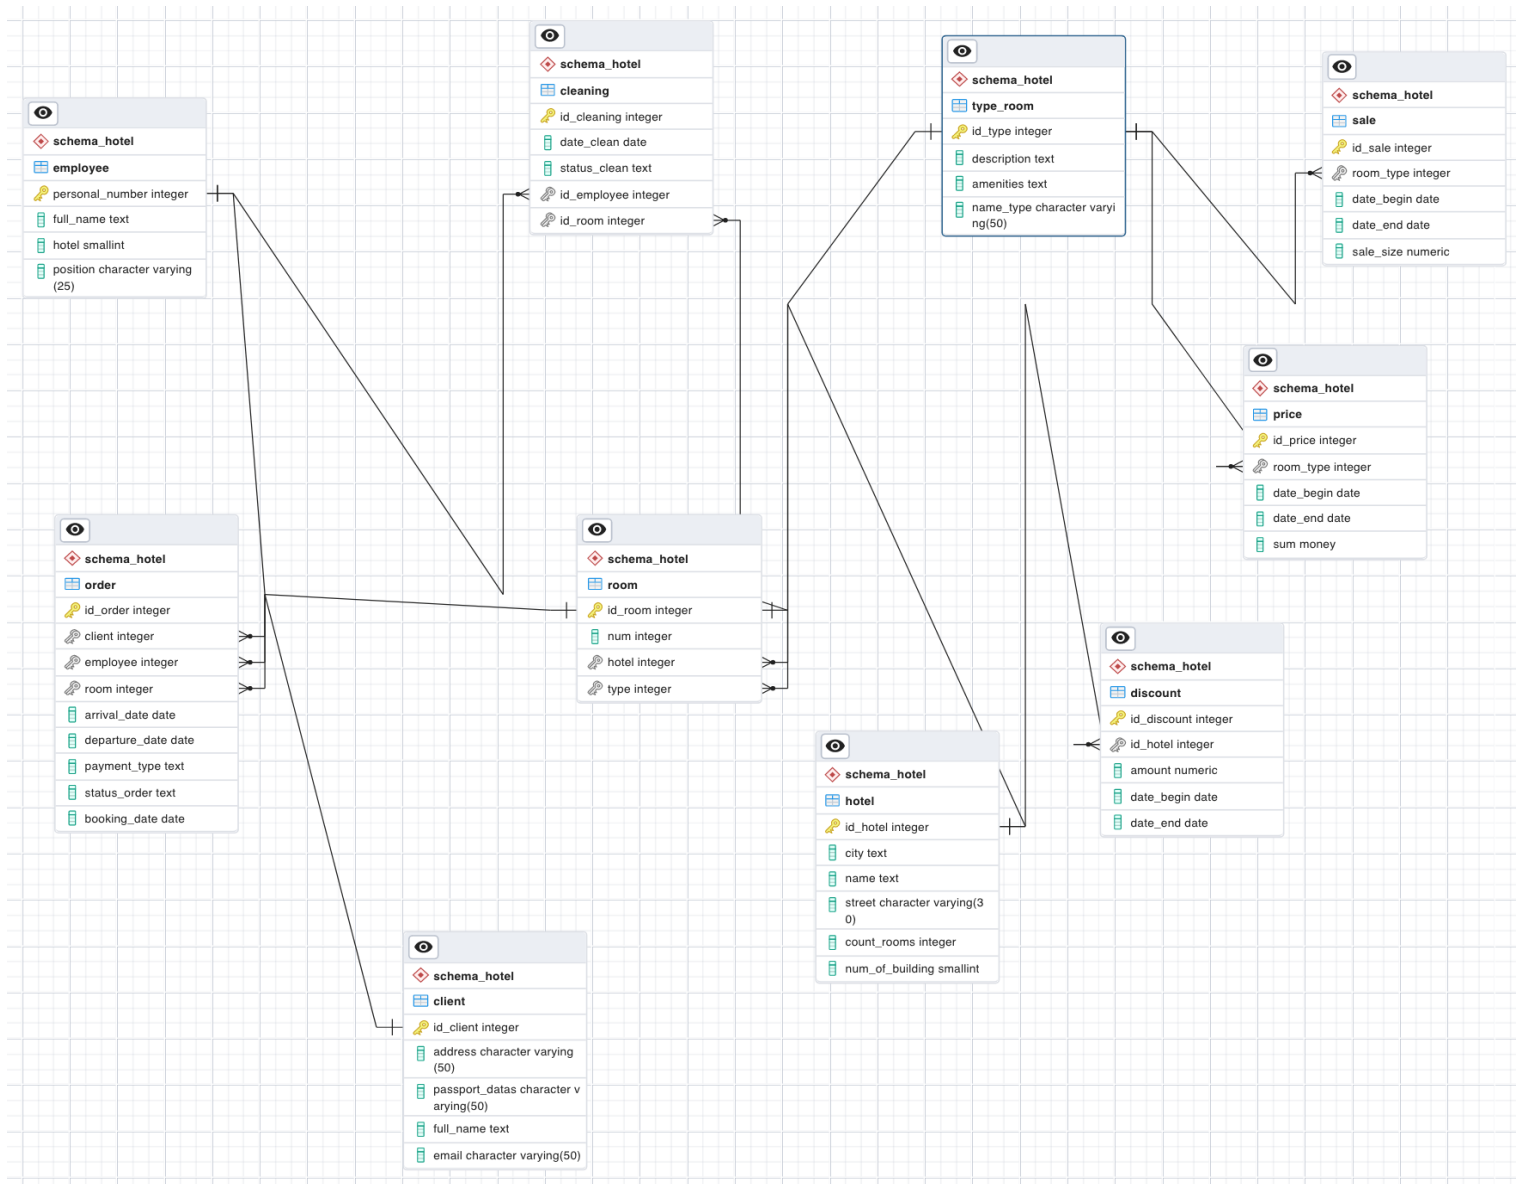 schema_hotel
employee
personal_number integer
full_name text
hotel smallint
position character varying
(25)
schema_hotel
cleaning
id_cleaning integer
date_clean date
status_clean text
id_employee integer
id_room integer
schema_hotel
type_room
id_type integer
description text
amenities text
name_type character varyi
ng(50)
schema_hotel
sale
id_sale integer
room_type integer
date_begin date
date_end date
sale_size numeric
schema_hotel
price
id_price integer
room_type integer
date_begin date
date_end date
sum money
schema_hotel
order
id_order integer
client integer
employee integer
room integer
arrival_date date
departure_date date
payment_type text
status_order text
booking_date date
schema_hotel
room
id_room integer
num integer
hotel integer
type integer
schema_hotel
discount
id_discount integer
id_hotel integer
amount numeric
date_begin date
date_end date
schema_hotel
hotel
id_hotel integer
city text
name text
street character varying(3
0)
count_rooms integer
num_of_building smallint
schema_hotel
client
id_client integer
address character varying
(50)
passport_datas character v
arying(50)
full_name text
email character varying(50)